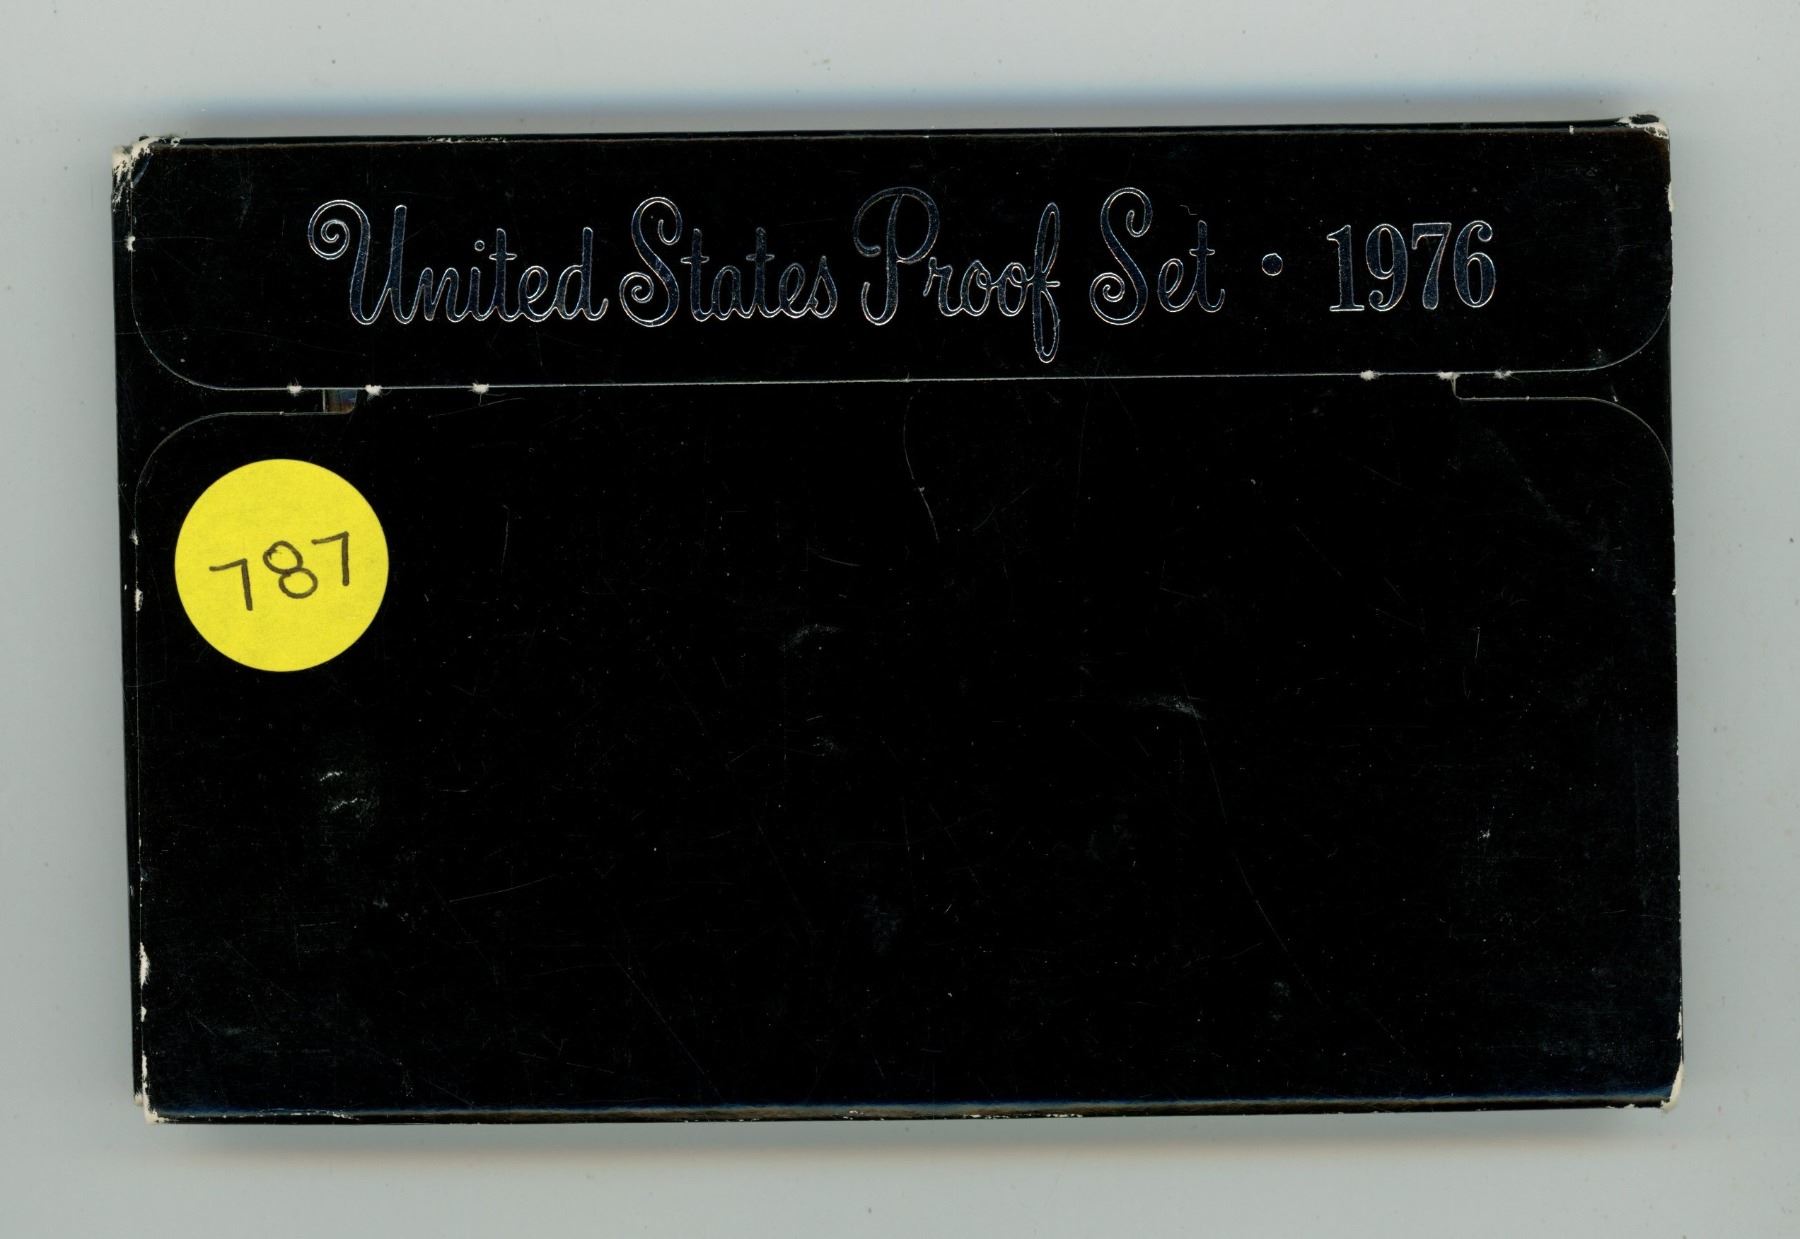 United States Proof Set • 1976
787